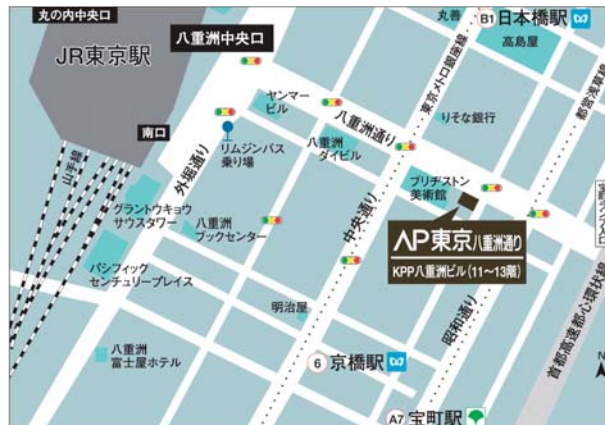 丸の内中央口
JR東京駅
八重洲中央口
丸善
B1 日本橋駅
高島屋
東京メトロ銀座線
都営浅草線
ヤンマー
ビル
八重洲通り
りそな銀行
南口
山手線
リムジンバス
乗り場
八重洲
ダイビル
外堀通り
ブリヂストン
美術館
グラントウキョウ
サウスタワー
八重洲
ブックセンター
中央通り
AP東京八重洲通り
KPP八重洲ビル(11〜13階)
パシフィック
センチュリープレイス
明治屋
昭和通り
首都高速都心環状線
八重洲
富士屋ホテル
6 京橋駅
N
A7 宝町駅